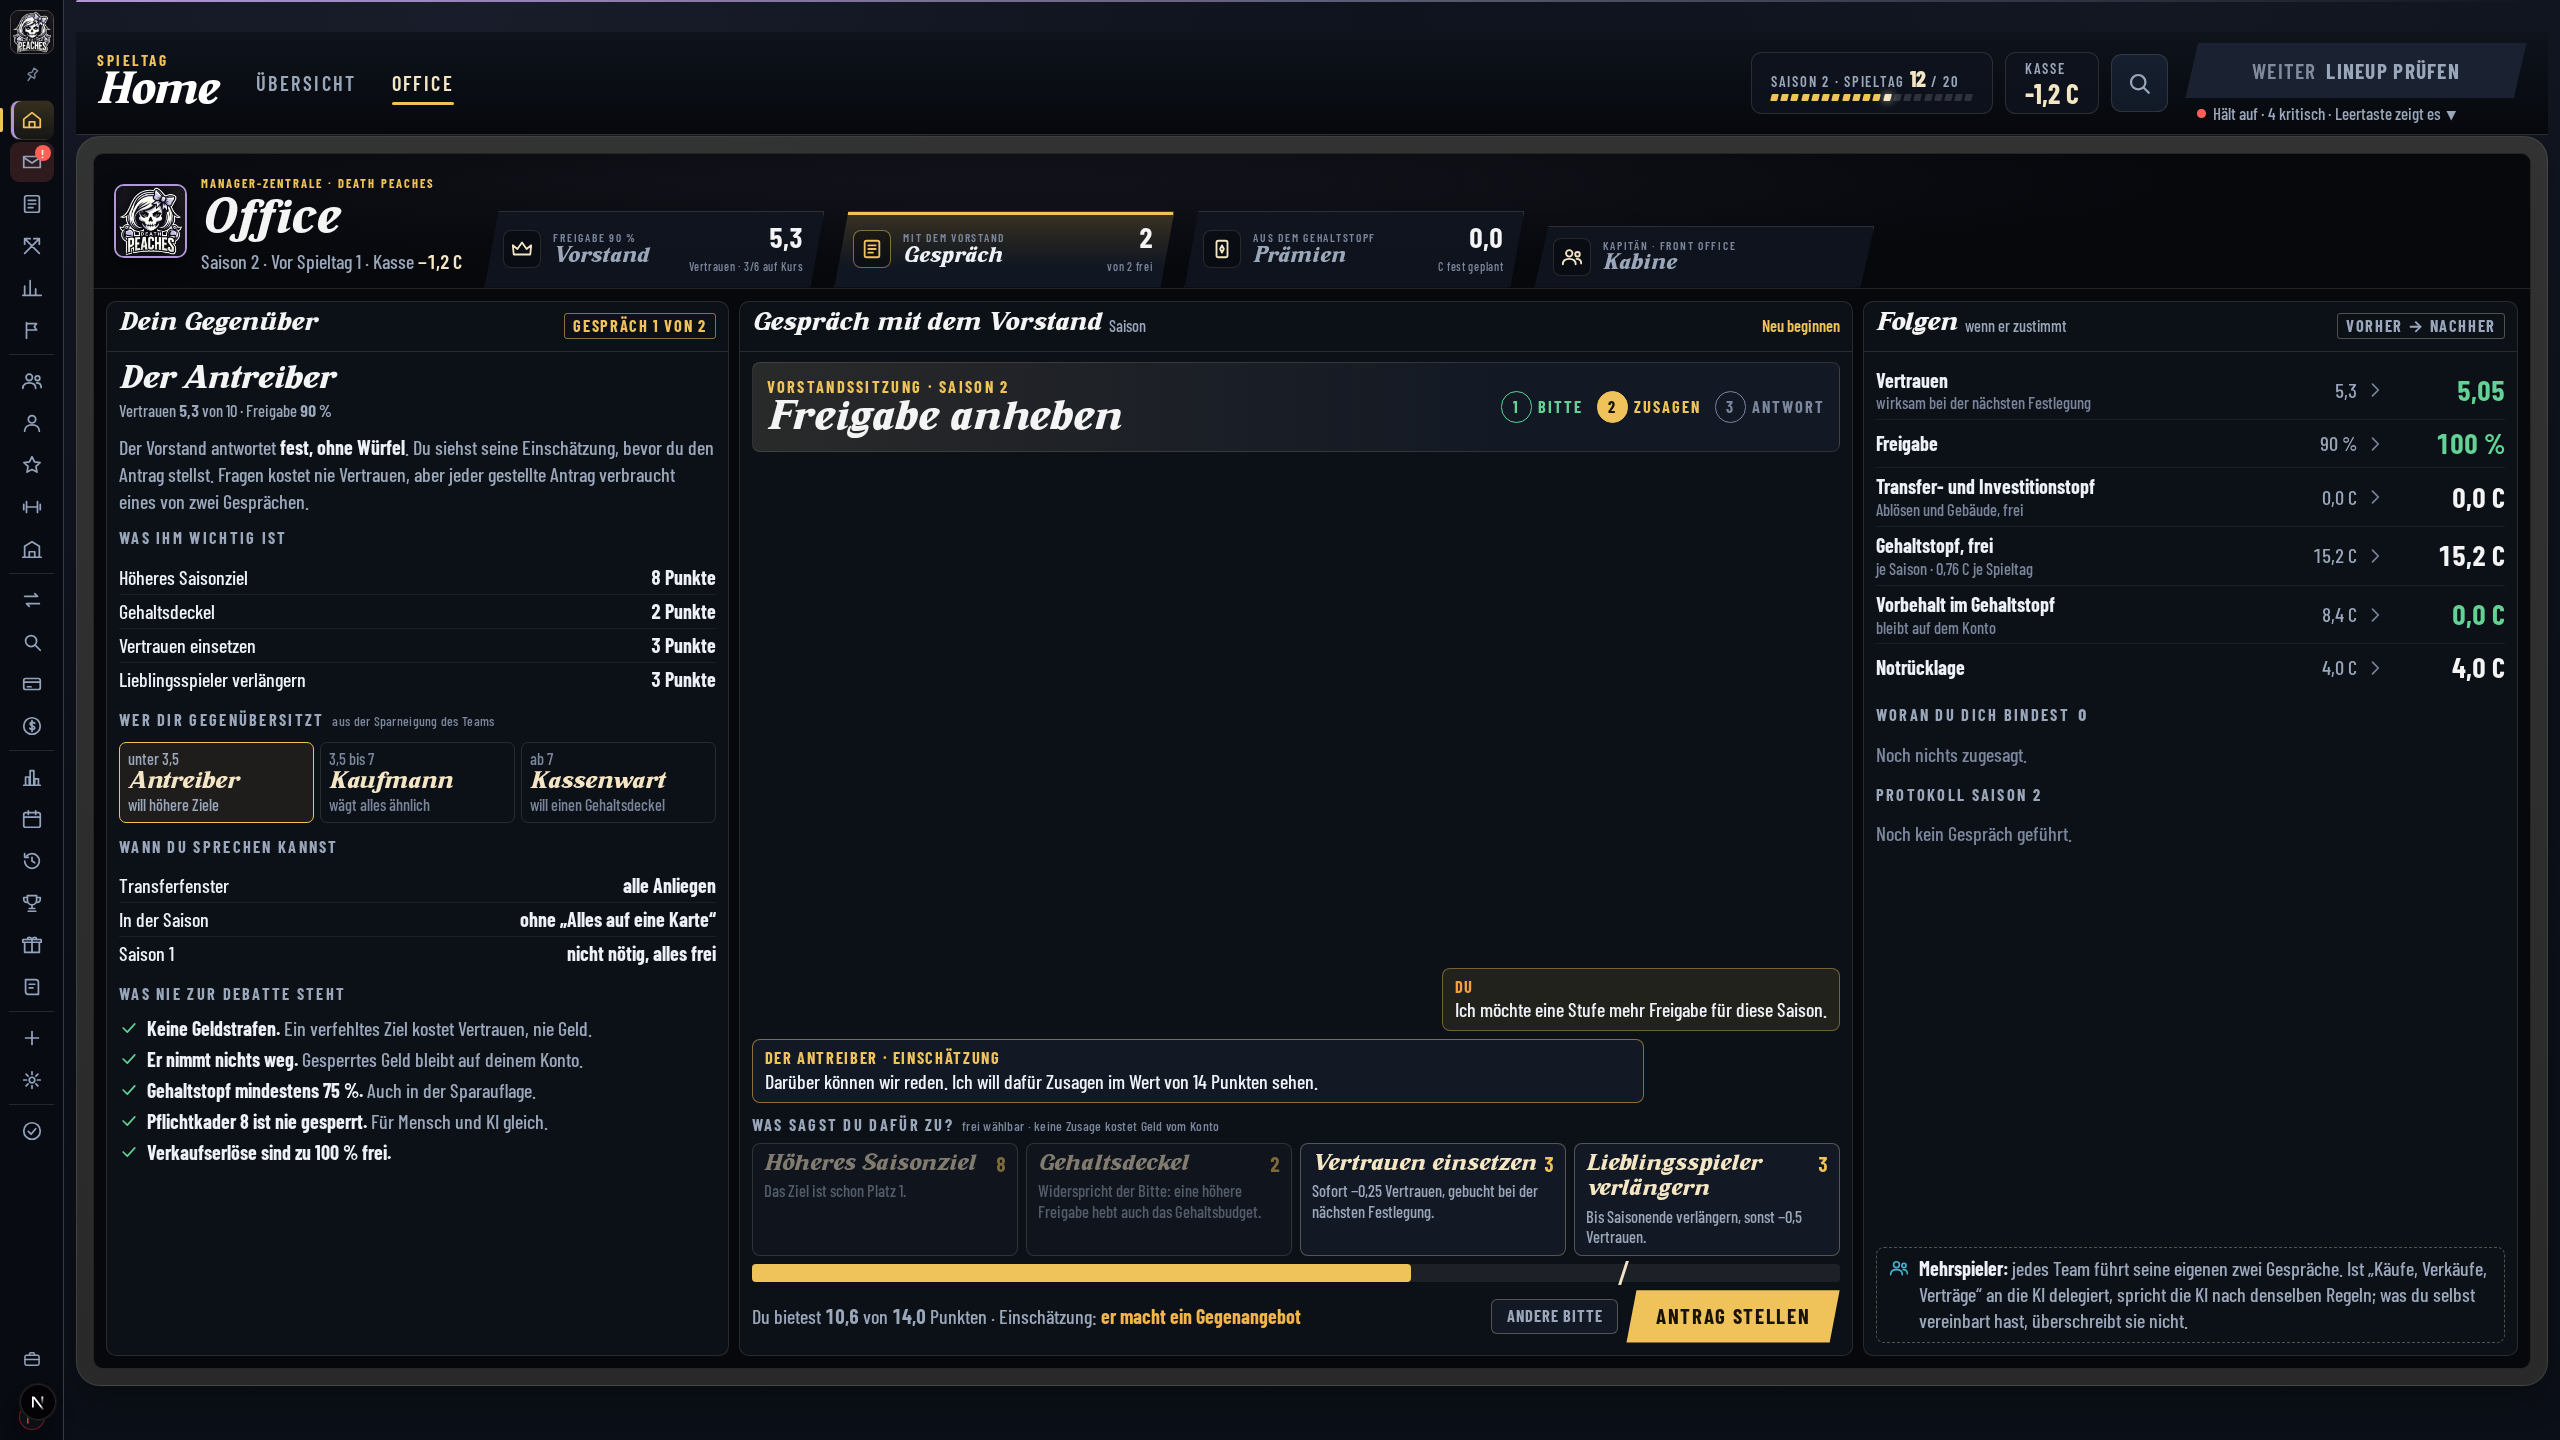 SPIELTAG
Home
ÜBERSICHT
OFFICE
SAISON 2 · SPIELTAG 12 / 20
KASSE
-1,2 C
WEITER LINEUP PRÜFEN
Hält auf · 4 kritisch · Leertaste zeigt es ▼
MANAGER-ZENTRALE · DEATH PEACHES
Office
Saison 2 · Vor Spieltag 1 · Kasse −1,2 C
FREIGABE 90 %
Vorstand
5,3
Vertrauen · 3/6 auf Kurs
MIT DEM VORSTAND
Gespräch
2
von 2 frei
AUS DEM GEHALTSTOPF
Prämien
0,0
C fest geplant
KAPITÄN · FRONT OFFICE
Kabine
Dein Gegenüber
GESPRÄCH 1 VON 2
Der Antreiber
Vertrauen 5,3 von 10 · Freigabe 90 %
Der Vorstand antwortet fest, ohne Würfel. Du siehst seine Einschätzung, bevor du den
Antrag stellst. Fragen kostet nie Vertrauen, aber jeder gestellte Antrag verbraucht
eines von zwei Gesprächen.
WAS IHM WICHTIG IST
Höheres Saisonziel 8 Punkte
Gehaltsdeckel 2 Punkte
Vertrauen einsetzen 3 Punkte
Lieblingsspieler verlängern 3 Punkte
WER DIR GEGENÜBERSITZT aus der Sparneigung des Teams
unter 3,5
Antreiber
will höhere Ziele
3,5 bis 7
Kaufmann
wägt alles ähnlich
ab 7
Kassenwart
will einen Gehaltsdeckel
WANN DU SPRECHEN KANNST
Transferfenster alle Anliegen
In der Saison ohne „Alles auf eine Karte“
Saison 1 nicht nötig, alles frei
WAS NIE ZUR DEBATTE STEHT
Keine Geldstrafen. Ein verfehltes Ziel kostet Vertrauen, nie Geld.
Er nimmt nichts weg. Gesperrtes Geld bleibt auf deinem Konto.
Gehaltstopf mindestens 75 %. Auch in der Sparauflage.
Pflichtkader 8 ist nie gesperrt. Für Mensch und KI gleich.
Verkaufserlöse sind zu 100 % frei.
Gespräch mit dem Vorstand Saison
Neu beginnen
VORSTANDSSITZUNG · SAISON 2
Freigabe anheben
1 BITTE 2 ZUSAGEN 3 ANTWORT
DU
Ich möchte eine Stufe mehr Freigabe für diese Saison.
DER ANTREIBER · EINSCHÄTZUNG
Darüber können wir reden. Ich will dafür Zusagen im Wert von 14 Punkten sehen.
WAS SAGST DU DAFÜR ZU? frei wählbar · keine Zusage kostet Geld vom Konto
Höheres Saisonziel 8
Das Ziel ist schon Platz 1.
Gehaltsdeckel 2
Widerspricht der Bitte: eine höhere
Freigabe hebt auch das Gehaltsbudget.
Vertrauen einsetzen 3
Sofort −0,25 Vertrauen, gebucht bei der
nächsten Festlegung.
Lieblingsspieler 3
verlängern
Bis Saisonende verlängern, sonst −0,5
Vertrauen.
Du bietest 10,6 von 14,0 Punkten · Einschätzung: er macht ein Gegenangebot
ANDERE BITTE
ANTRAG STELLEN
Folgen wenn er zustimmt
VORHER → NACHHER
Vertrauen 5,3 5,05
wirksam bei der nächsten Festlegung
Freigabe 90 % 100 %
Transfer- und Investitionstopf 0,0 C 0,0 C
Ablösen und Gebäude, frei
Gehaltstopf, frei 15,2 C 15,2 C
je Saison · 0,76 C je Spieltag
Vorbehalt im Gehaltstopf 8,4 C 0,0 C
bleibt auf dem Konto
Notrücklage 4,0 C 4,0 C
WORAN DU DICH BINDEST 0
Noch nichts zugesagt.
PROTOKOLL SAISON 2
Noch kein Gespräch geführt.
Mehrspieler: jedes Team führt seine eigenen zwei Gespräche. Ist „Käufe, Verkäufe,
Verträge“ an die KI delegiert, spricht die KI nach denselben Regeln; was du selbst
vereinbart hast, überschreibt sie nicht.
DEATH
PEACHES
PEACHES
N